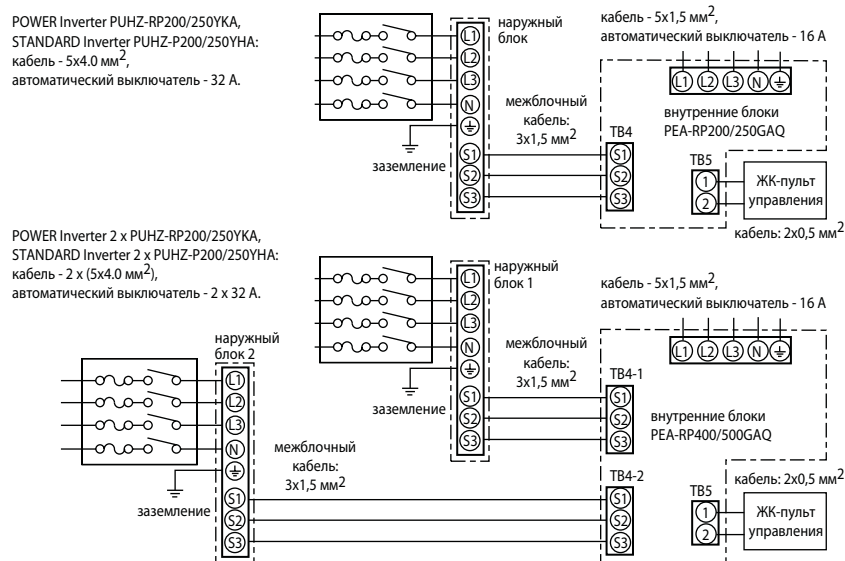 POWER Inverter PUHZ-RP200/250YKA,
STANDARD Inverter PUHZ-P200/250YHA:
кабель - 5x4.0 мм2,
автоматический выключатель - 32 А.
наружный
блок
L1
L2
L3
N
S1
S2
S3
заземление
межблочный
кабель:
3x1,5 мм2
кабель - 5x1,5 мм2,
автоматический выключатель - 16 А
L1 L2 L3 N
внутренние блоки
PEA-RP200/250GAQ
TB4
S1
S2
S3
TB5
1
2
ЖК-пульт
управления
кабель: 2x0,5 мм2
POWER Inverter 2 x PUHZ-RP200/250YKA,
STANDARD Inverter 2 x PUHZ-P200/250YHA:
кабель - 2 x (5x4.0 мм2),
автоматический выключатель - 2 x 32 А.
наружный
блок 1
L1
L2
L3
N
S1
S2
S3
заземление
межблочный
кабель:
3x1,5 мм2
кабель - 5x1,5 мм2,
автоматический выключатель - 16 А
L1 L2 L3 N
TB4-1
S1
S2
S3
внутренние блоки
PEA-RP400/500GAQ
наружный
блок 2
L1
L2
L3
N
S1
S2
S3
заземление
межблочный
кабель:
3x1,5 мм2
TB4-2
S1
S2
S3
TB5
1
2
кабель: 2x0,5 мм2
ЖК-пульт
управления